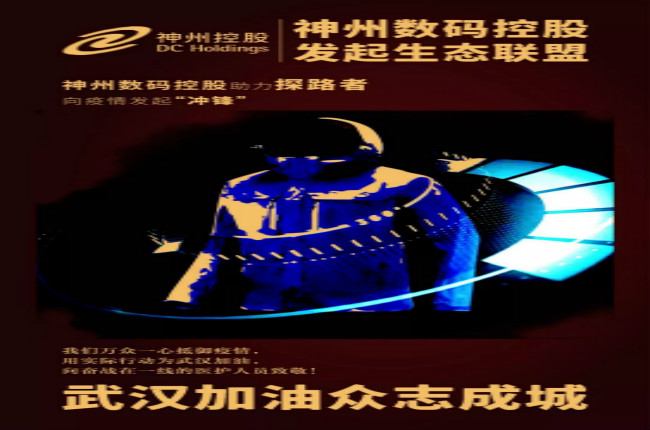 神州控股
DC Holdings
神州数码控股
发起生态联盟
神州数码控股助力探路者
向疫情发起“冲锋”
我们万众一心抵御疫情，
用实际行动为武汉加油，
向奋战在一线的医护人员致敬！
武汉加油众志成城